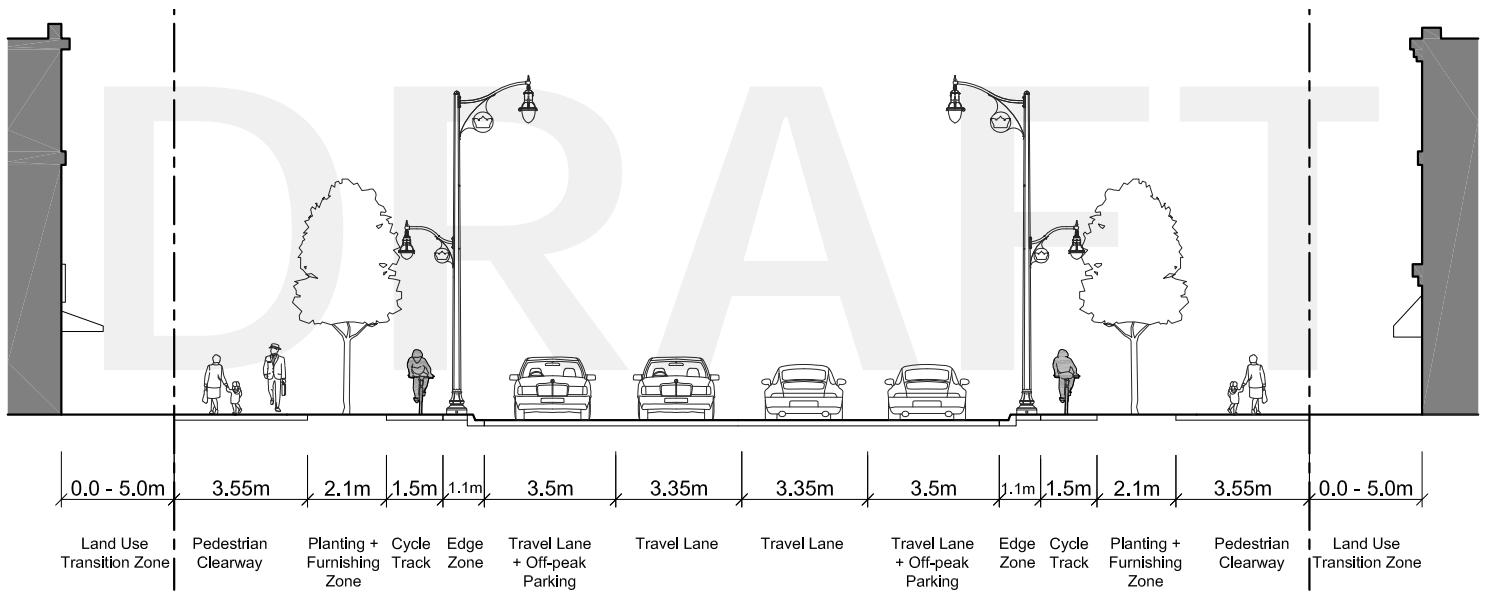 DRAFT
0.0 - 5.0m 3.55m 2.1m 1.5m 1.1m 3.5m 3.35m 3.35m 3.5m 1.1m 1.5m 2.1m 3.55m 0.0 - 5.0m
Land Use
Transition Zone
Pedestrian
Clearway
Planting +
Furnishing
Zone
Cycle
Track
Edge
Zone
Travel Lane
+ Off-peak
Parking
Travel Lane
Travel Lane
Travel Lane
+ Off-peak
Parking
Edge
Zone
Cycle
Track
Planting +
Furnishing
Zone
Pedestrian
Clearway
Land Use
Transition Zone